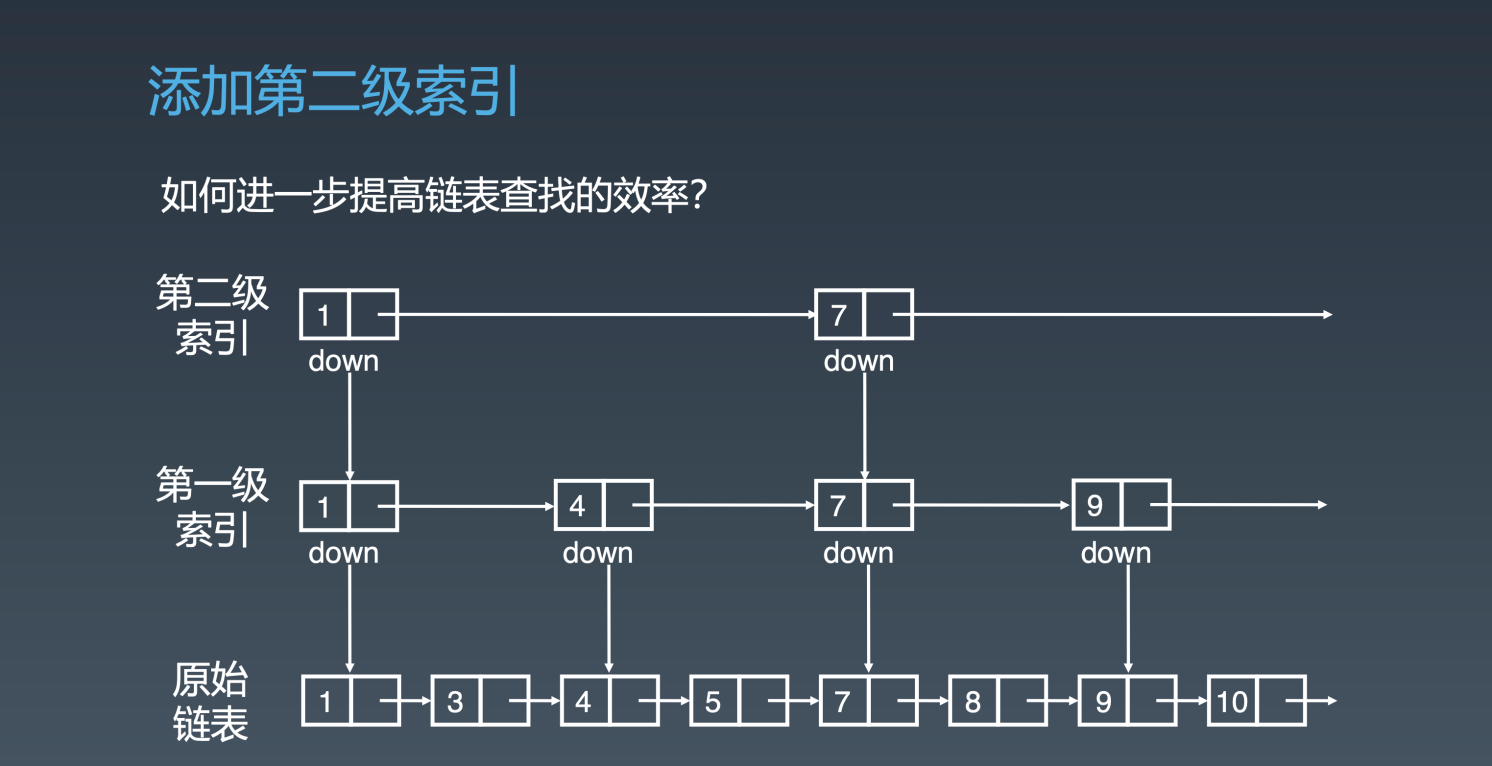 添加第二级索引
如何进一步提高链表查找的效率?
第二级
索引
1 7
down down
第一级
索引
1 4 7 9
down down down down
原始
链表
1 3 4 5 7 8 9 10